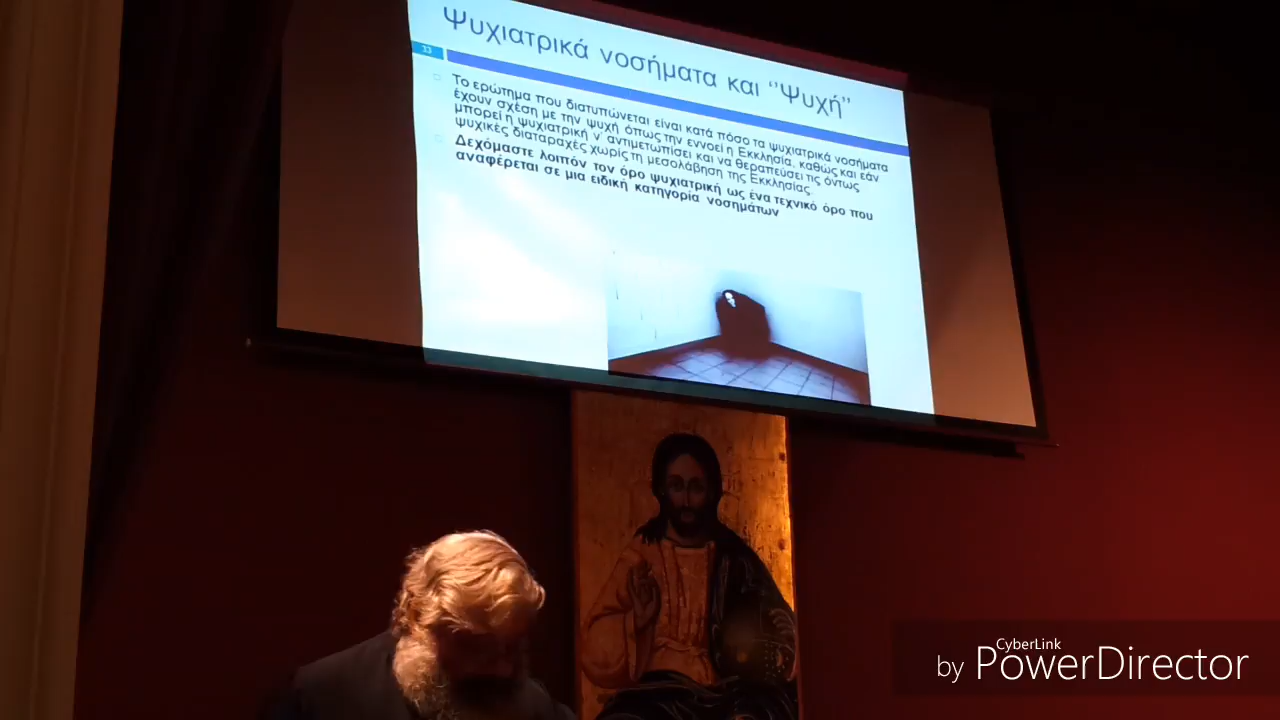 Ψυχιατρικά νοσήματα και ‘’Ψυχή’’
33
Το ερώτημα που διατυπώνεται είναι κατά πόσο τα ψυχιατρικά νοσήματα
έχουν σχέση με την ψυχή όπως την εννοεί η Εκκλησία, καθώς και εάν
μπορεί η ψυχιατρική ν΄ αντιμετωπίσει και να θεραπεύσει τις όντως
ψυχικές διαταραχές χωρίς τη μεσολάβηση της Εκκλησίας.
Δεχόμαστε λοιπόν τον όρο ψυχιατρική ως ένα τεχνικό όρο που
αναφέρεται σε μια ειδική κατηγορία νοσημάτων
CyberLink
by PowerDirector